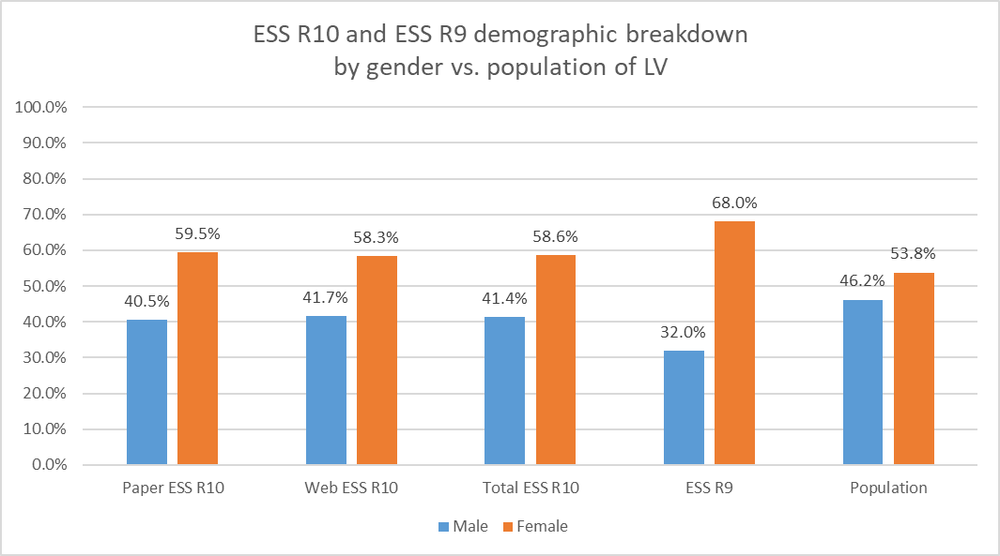 ESS R10 and ESS R9 demographic breakdown
by gender vs. population of LV
100.0%
90.0%
80.0%
70.0%
60.0%
50.0%
40.0%
30.0%
20.0%
10.0%
0.0%
40.5%
59.5%
41.7%
58.3%
41.4%
58.6%
32.0%
68.0%
46.2%
53.8%
Paper ESS R10
Web ESS R10
Total ESS R10
ESS R9
Population
Male
Female